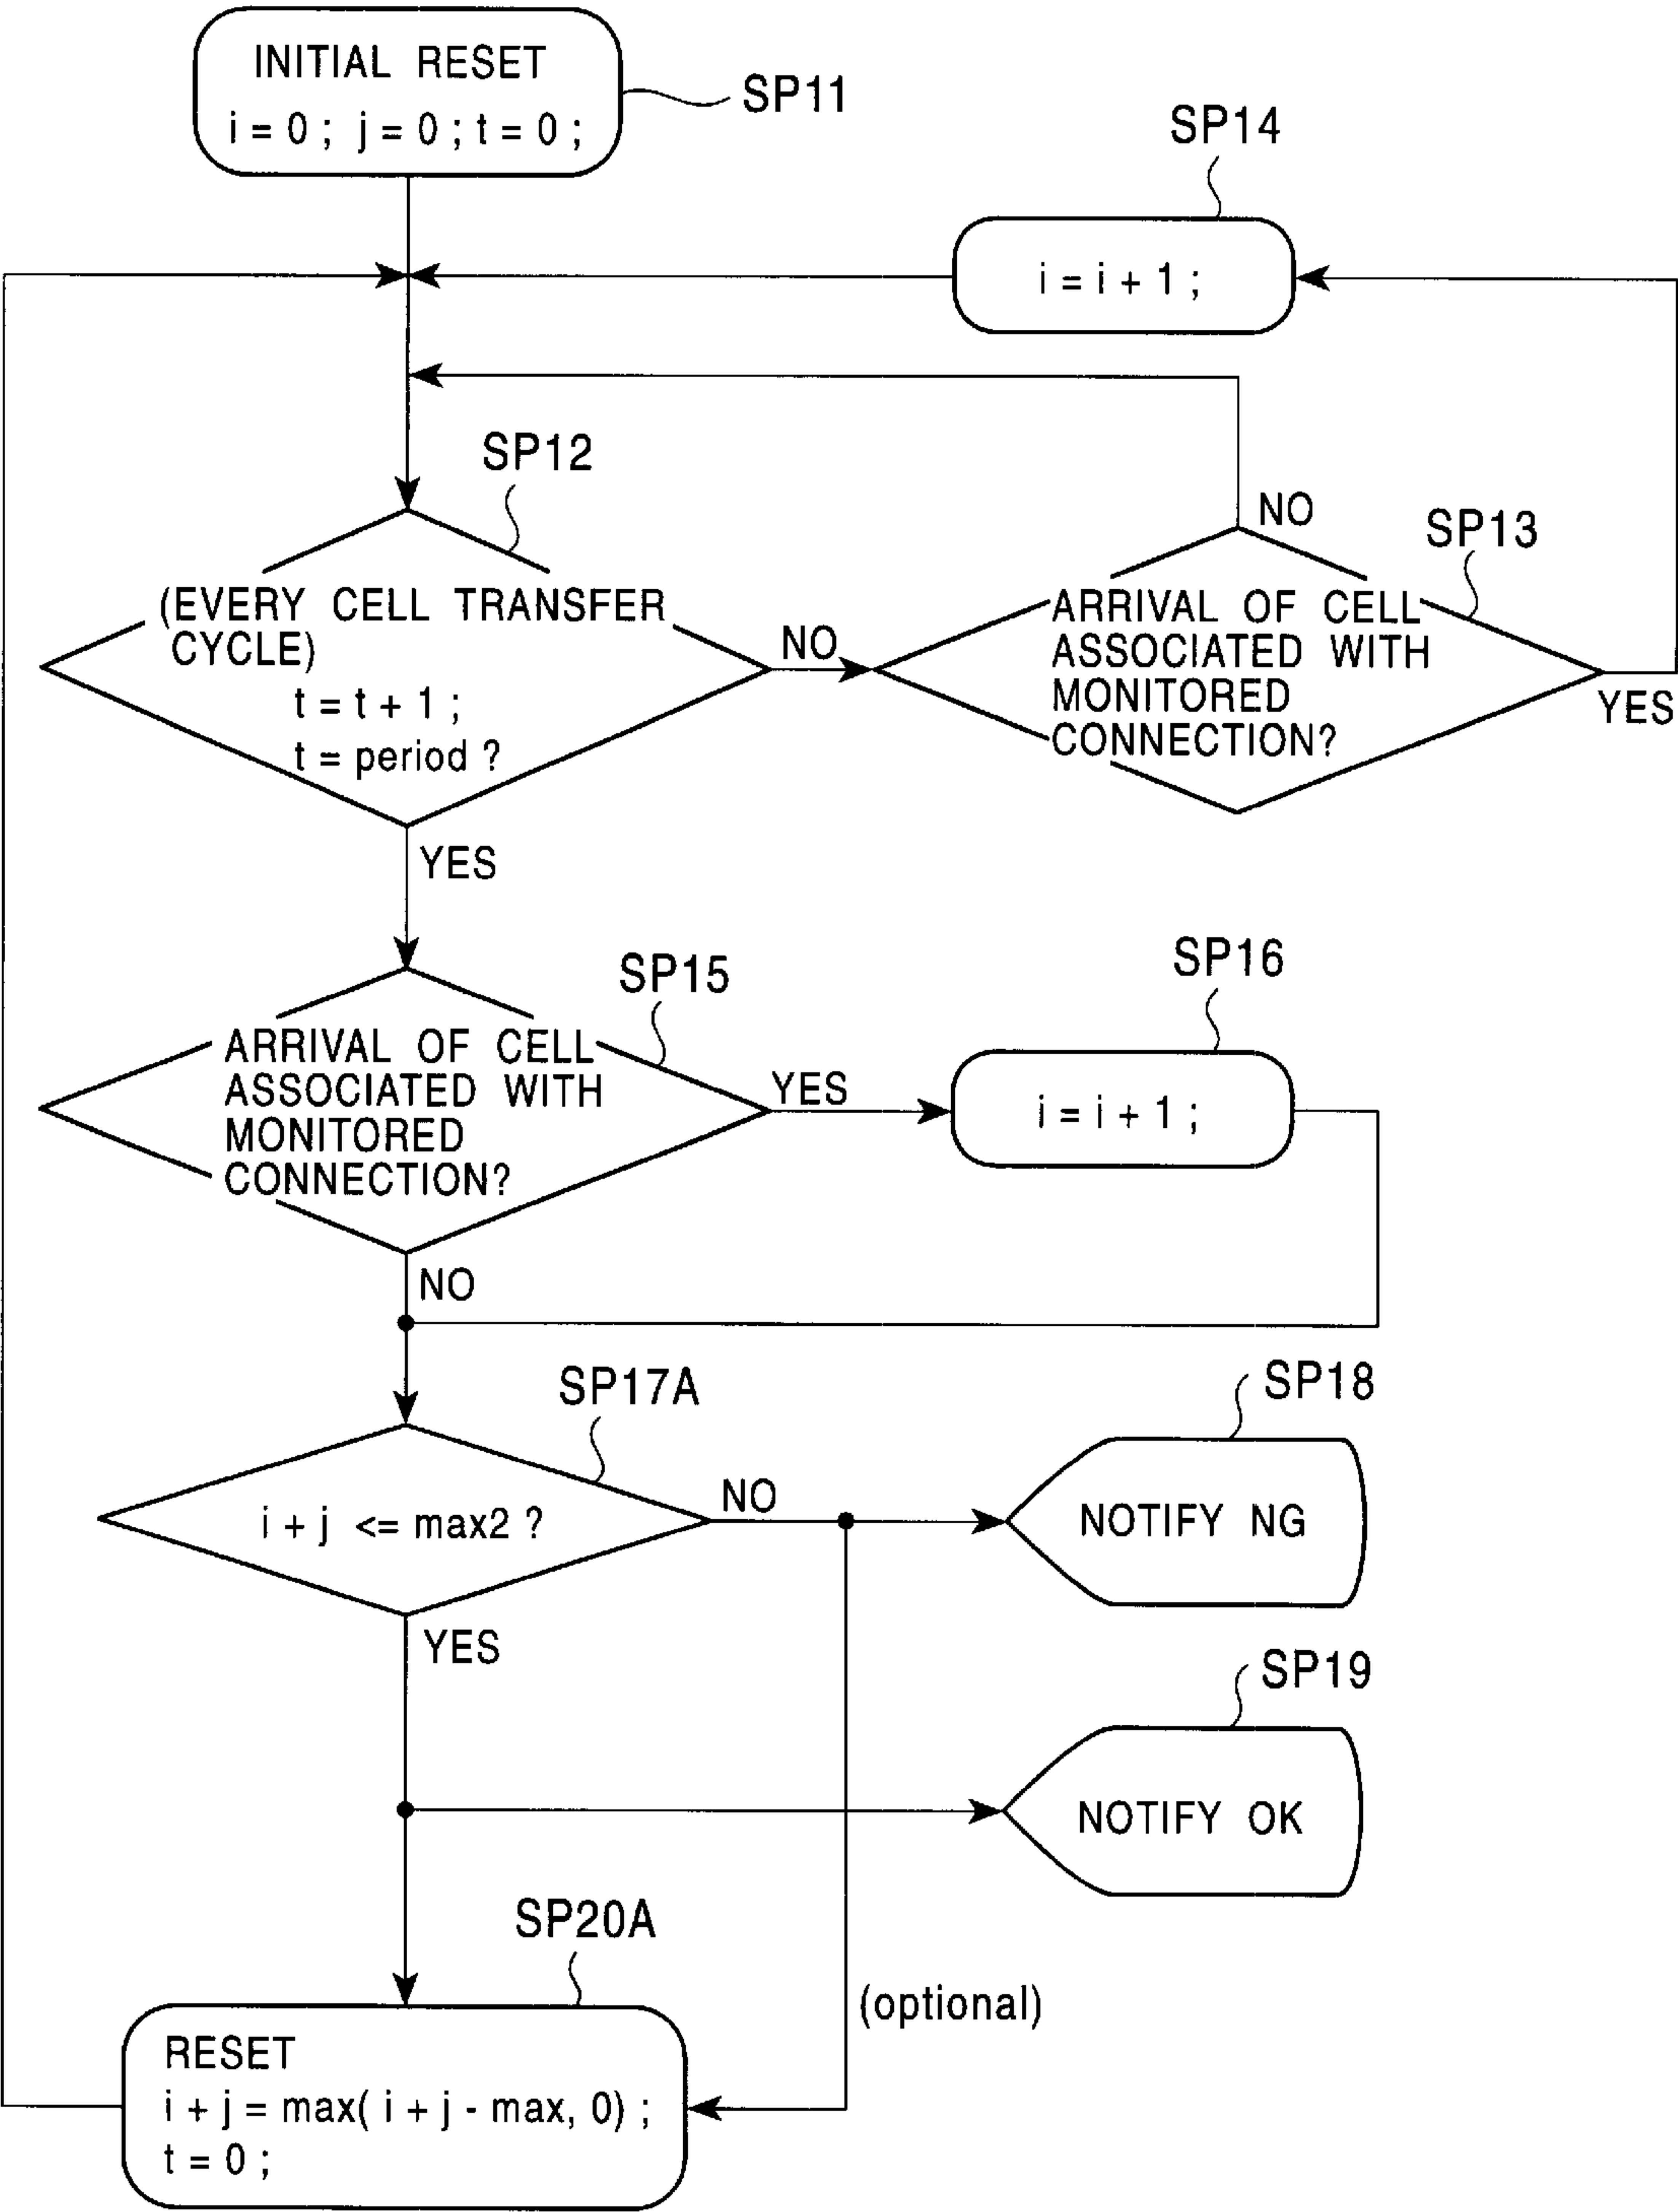 INITIAL RESET
i = 0 ; j = 0 ; t = 0 ;
SP11
SP14
i = i + 1 ;
SP12
(EVERY CELL TRANSFER
CYCLE)
t = t + 1 ;
t = period ?
NO
YES
SP13
NO
ARRIVAL OF CELL
ASSOCIATED WITH
MONITORED
CONNECTION?
YES
SP15
ARRIVAL OF CELL
ASSOCIATED WITH
MONITORED
CONNECTION?
YES
NO
SP16
i = i + 1 ;
SP17A
i + j <= max2 ?
NO
YES
SP18
NOTIFY NG
SP19
NOTIFY OK
SP20A
(optional)
RESET
i + j = max( i + j - max, 0) ;
t = 0 ;